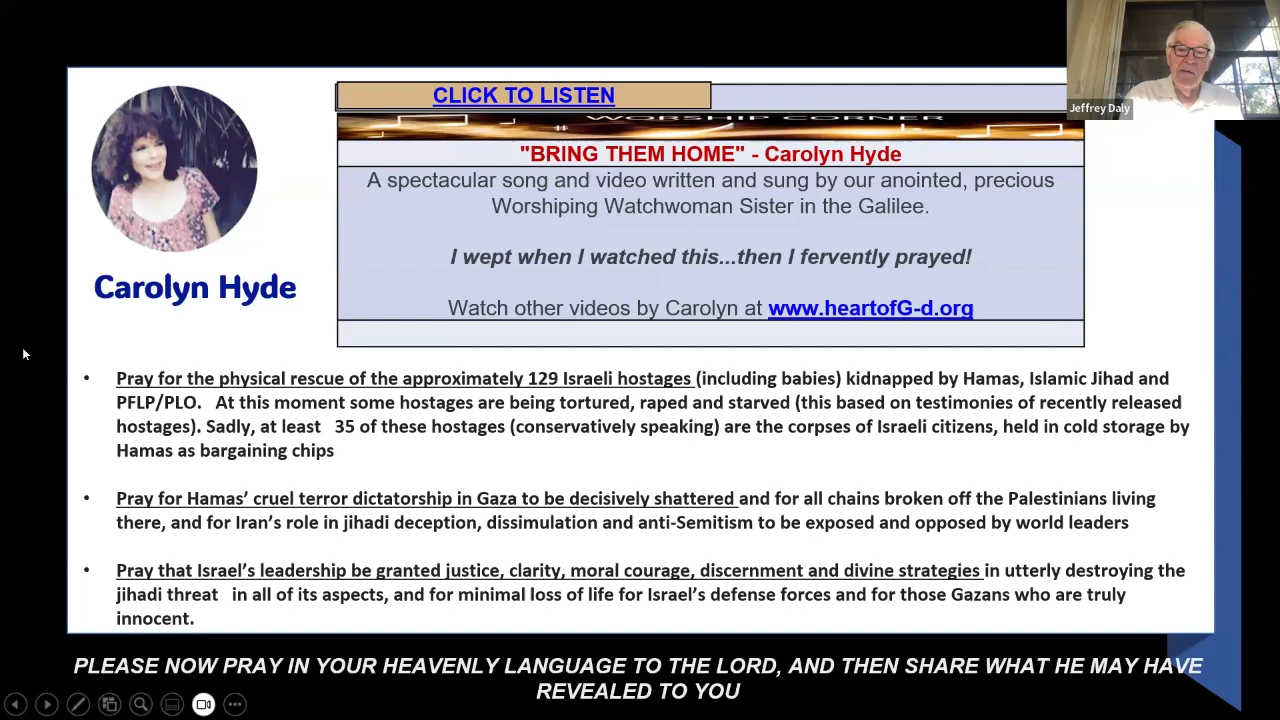 Jeffrey Daly
CLICK TO LISTEN
WORSHIP CORNER
"BRING THEM HOME" - Carolyn Hyde
A spectacular song and video written and sung by our anointed, precious
Worshiping Watchwoman Sister in the Galilee.
I wept when I watched this...then I fervently prayed!
Watch other videos by Carolyn at www.heartofG-d.org
Carolyn Hyde
• Pray for the physical rescue of the approximately 129 Israeli hostages (including babies) kidnapped by Hamas, Islamic Jihad and
PFLP/PLO. At this moment some hostages are being tortured, raped and starved (this based on testimonies of recently released
hostages). Sadly, at least 35 of these hostages (conservatively speaking) are the corpses of Israeli citizens, held in cold storage by
Hamas as bargaining chips
• Pray for Hamas’ cruel terror dictatorship in Gaza to be decisively shattered and for all chains broken off the Palestinians living
there, and for Iran’s role in jihadi deception, dissimulation and anti-Semitism to be exposed and opposed by world leaders
• Pray that Israel’s leadership be granted justice, clarity, moral courage, discernment and divine strategies in utterly destroying the
jihadi threat in all of its aspects, and for minimal loss of life for Israel’s defense forces and for those Gazans who are truly
innocent.
PLEASE NOW PRAY IN YOUR HEAVENLY LANGUAGE TO THE LORD, AND THEN SHARE WHAT HE MAY HAVE
REVEALED TO YOU